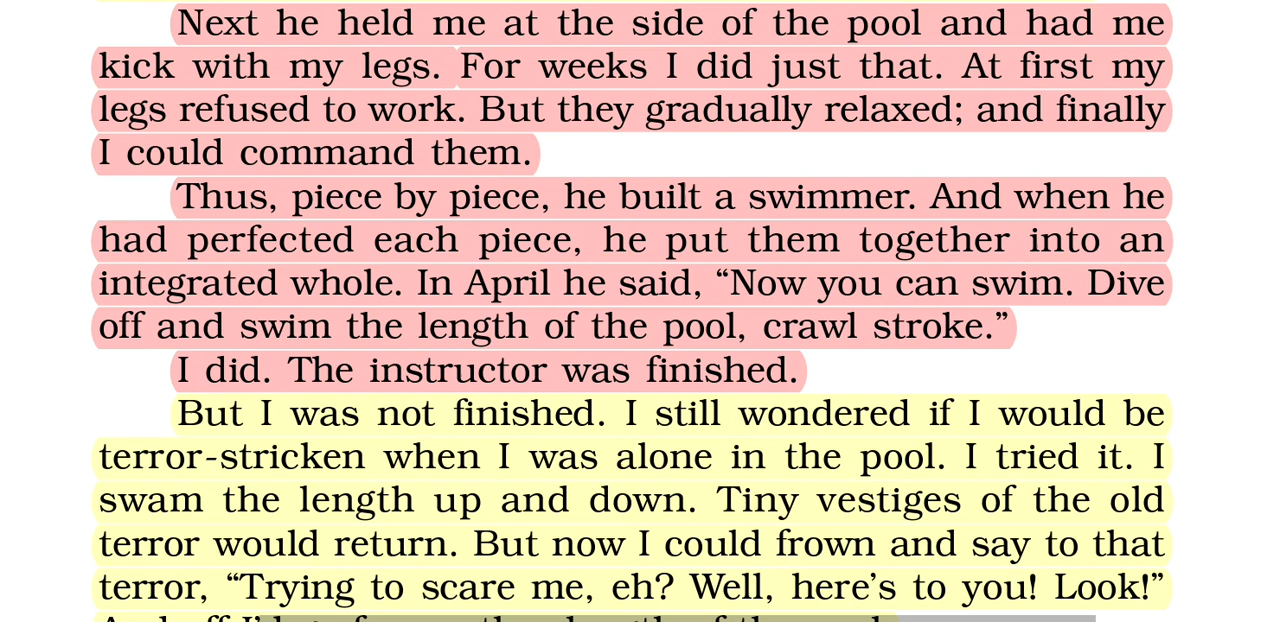 Next he held me at the side of the pool and had me
kick with my legs. For weeks I did just that. At first my
legs refused to work. But they gradually relaxed; and finally
I could command them.
Thus, piece by piece, he built a swimmer. And when he
had perfected each piece, he put them together into an
integrated whole. In April he said, “Now you can swim. Dive
off and swim the length of the pool, crawl stroke.”
I did. The instructor was finished.
But I was not finished. I still wondered if I would be
terror-stricken when I was alone in the pool. I tried it. I
swam the length up and down. Tiny vestiges of the old
terror would return. But now I could frown and say to that
terror, “Trying to scare me, eh? Well, here’s to you! Look!”